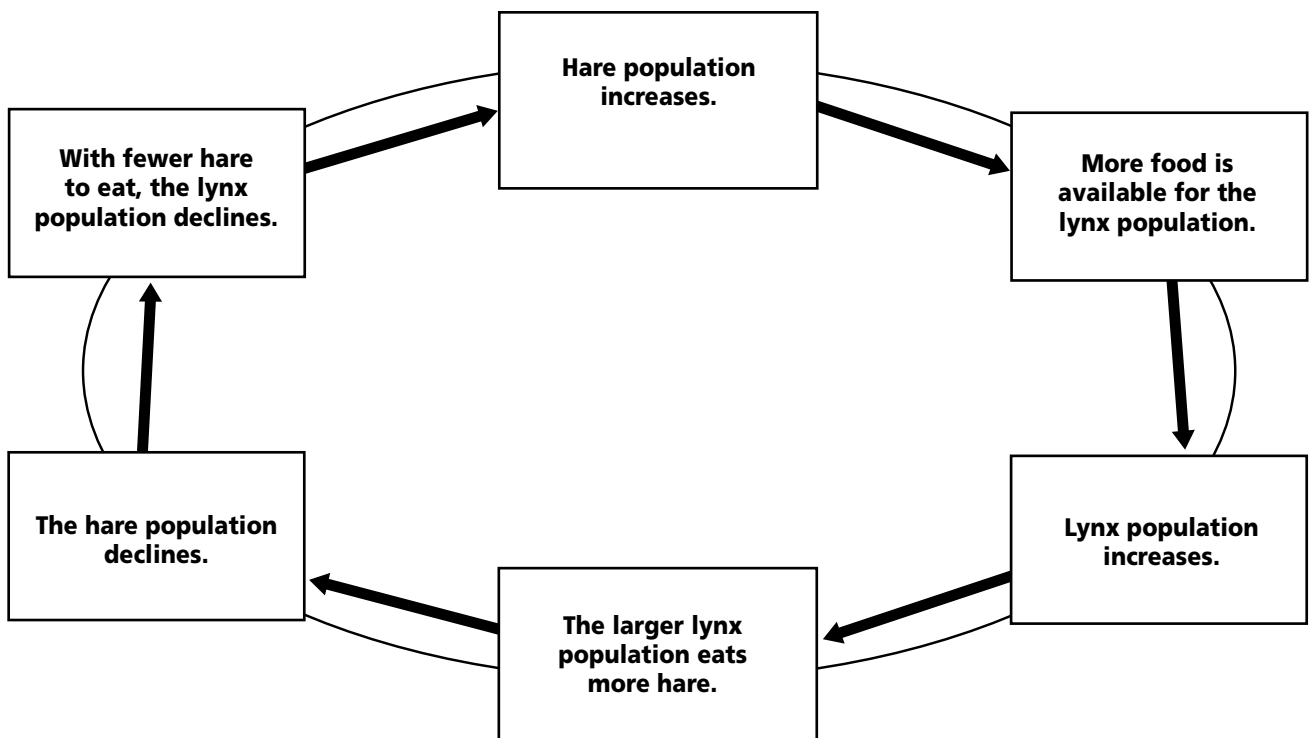 Hare population
increases.
More food is
available for the
lynx population.
Lynx population
increases.
The larger lynx
population eats
more hare.
The hare population
declines.
With fewer hare
to eat, the lynx
population declines.